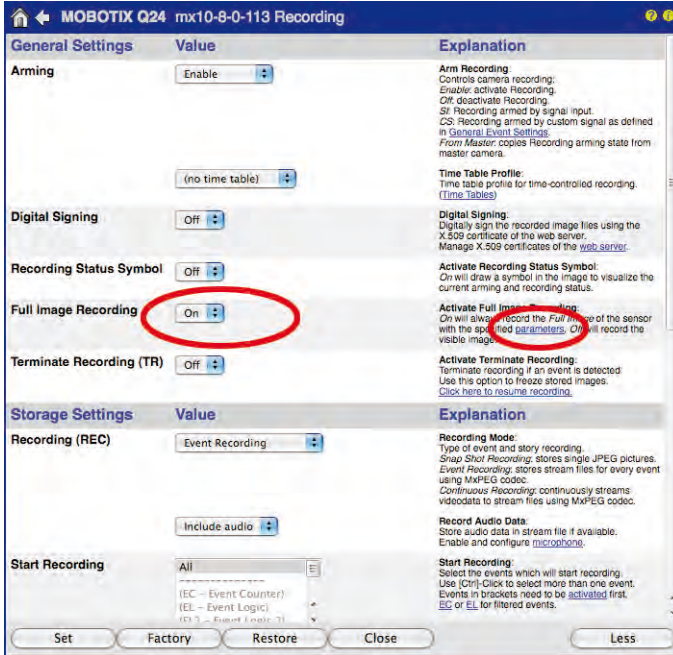 MOBOTIX Q24 mx10-8-0-113 Recording
General Settings Value Explanation
Arming
Enable
Arm Recording:
Controls camera recording:
Enable: activate Recording.
Off: deactivate Recording.
SI: Recording armed by signal input.
CS: Recording armed by custom signal as defined
in General Event Settings.
From Master: copies Recording arming state from
master camera.
(no time table)
Time Table Profile:
Time table profile for time-controlled recording.
(Time Tables)
Digital Signing
Off
Digital Signing:
Digitally sign the recorded image files using the
X.509 certificate of the web server.
Manage X.509 certificates of the web server.
Recording Status Symbol
Off
Activate Recording Status Symbol:
On will draw a symbol in the image to visualize the
current arming and recording status.
Full Image Recording
On
Activate Full Image Recording:
On will always record the Full Image of the sensor
with the specified parameters. Off will record the
visible image.
Terminate Recording (TR)
Off
Activate Terminate Recording:
Terminate recording if an event is detected
Use this option to freeze stored images.
Click here to resume recording.
Storage Settings Value Explanation
Recording (REC)
Event Recording
Recording Mode:
Type of event and story recording.
Snap Shot Recording: stores single JPEG pictures.
Event Recording: stores stream files for every event
using MxPEG codec.
Continuous Recording: continuously streams
videodata to stream files using MxPEG codec.
Include audio
Record Audio Data:
Store audio data in stream file if available.
Enable and configure microphone.
Start Recording
All
--------------
(EC – Event Counter)
(EL – Event Logic)
(EL2 – Event Logic 2)
Start Recording:
Select the events which will start recording.
Use [Ctrl]-Click to select more than one event.
Events in brackets need to be activated first.
EC or EL for filtered events.
Set Factory Restore Close Less